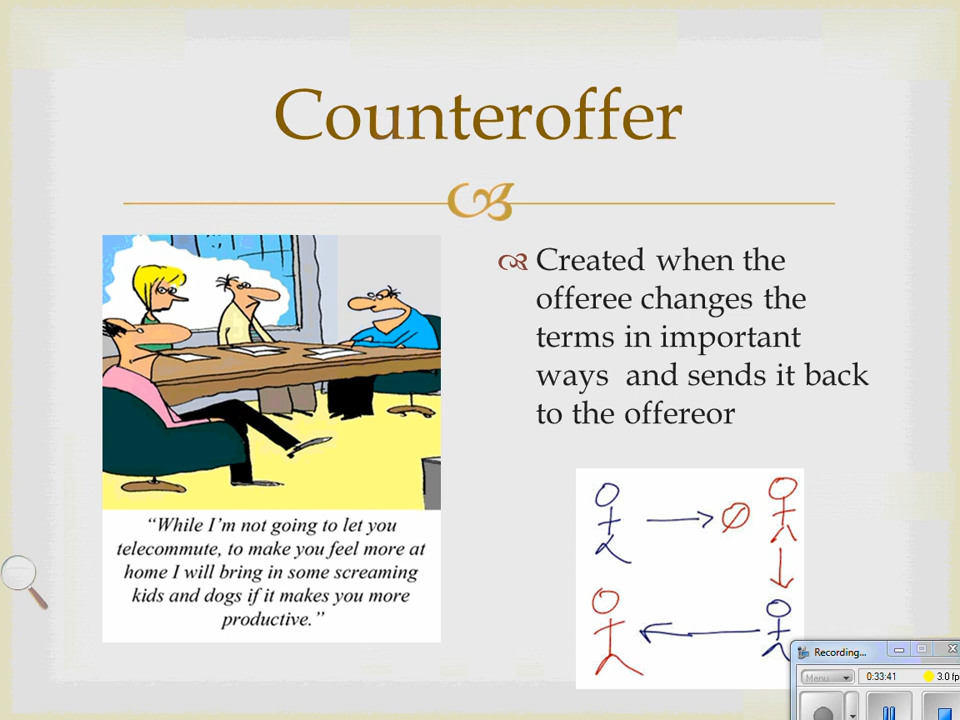 Counteroffer
Created when the
offeree changes the
terms in important
ways and sends it back
to the offereor
“While I’m not going to let you
telecommute, to make you feel more at
home I will bring in some screaming
kids and dogs if it makes you more
productive.”
Recording...
Menu
0:33:41
3.0 fp